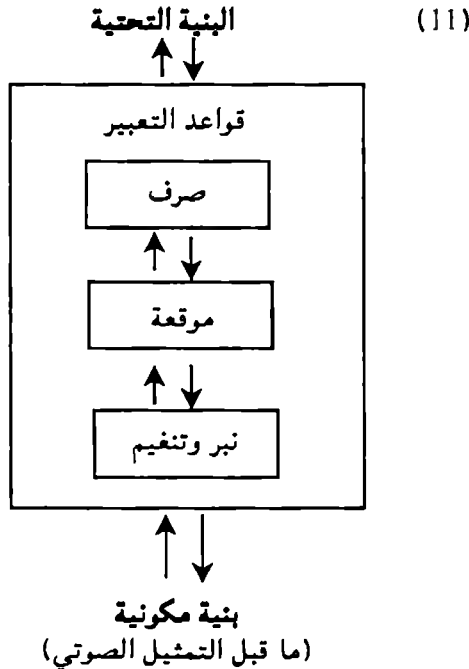 (11)
البنية التحتية
قواعد التعبير
صرف
موقعة
نبر وتنغيم
بنية مكونية
(ما قبل التمثيل الصوتي)